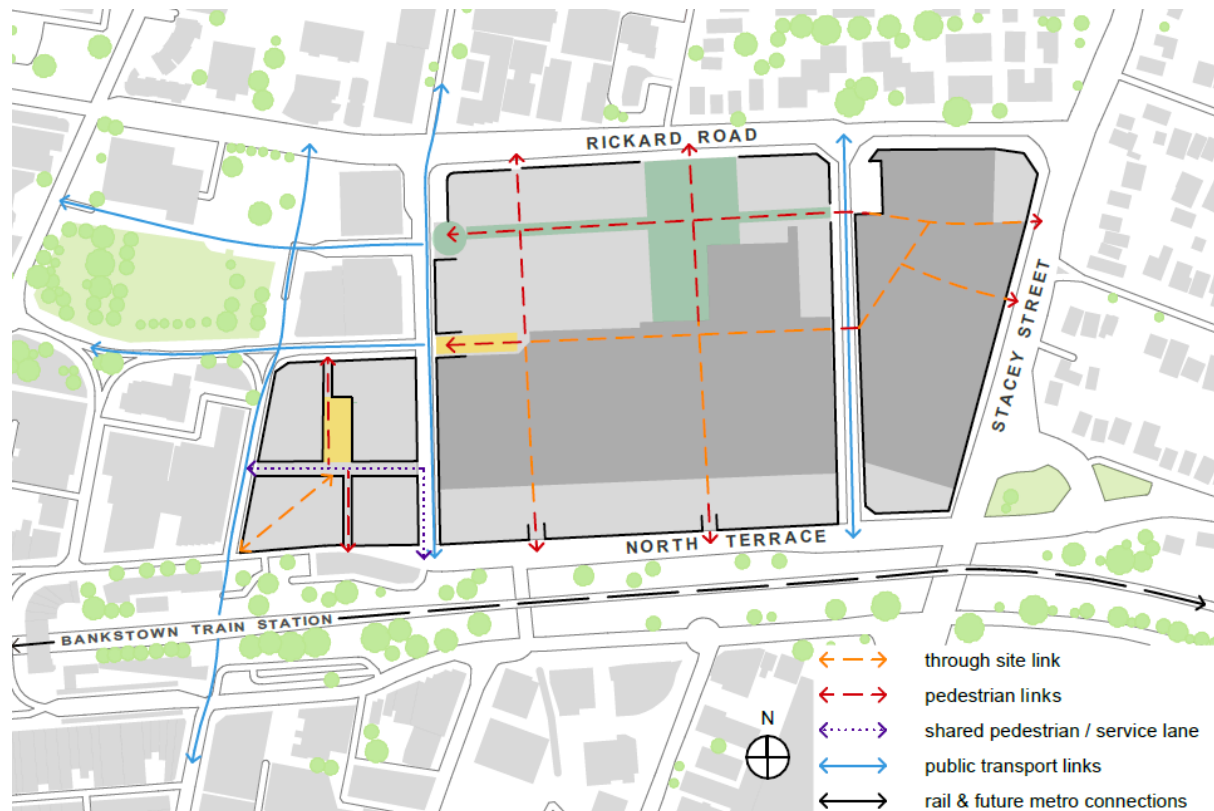 RICKARD ROAD
STACEY STREET
NORTH TERRACE
BANKSTOWN TRAIN STATION
N
through site link
pedestrian links
shared pedestrian / service lane
public transport links
rail & future metro connections